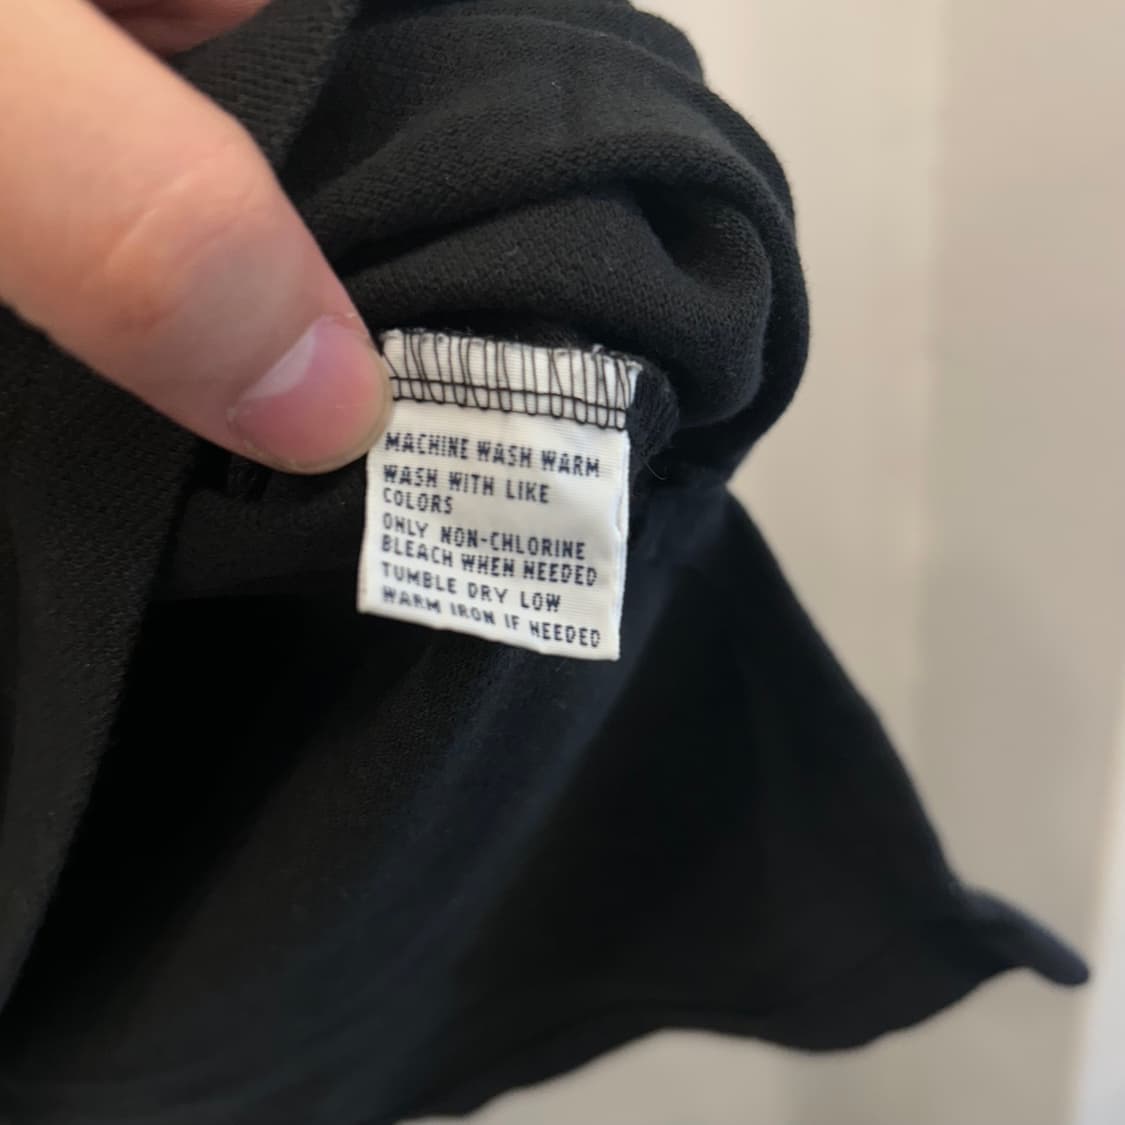 MACHINE WASH WARM
WASH WITH LIKE
COLORS
ONLY NON-CHLORINE
BLEACH WHEN NEEDED
TUMBLE DRY LOW
WARM IRON IF NEEDED